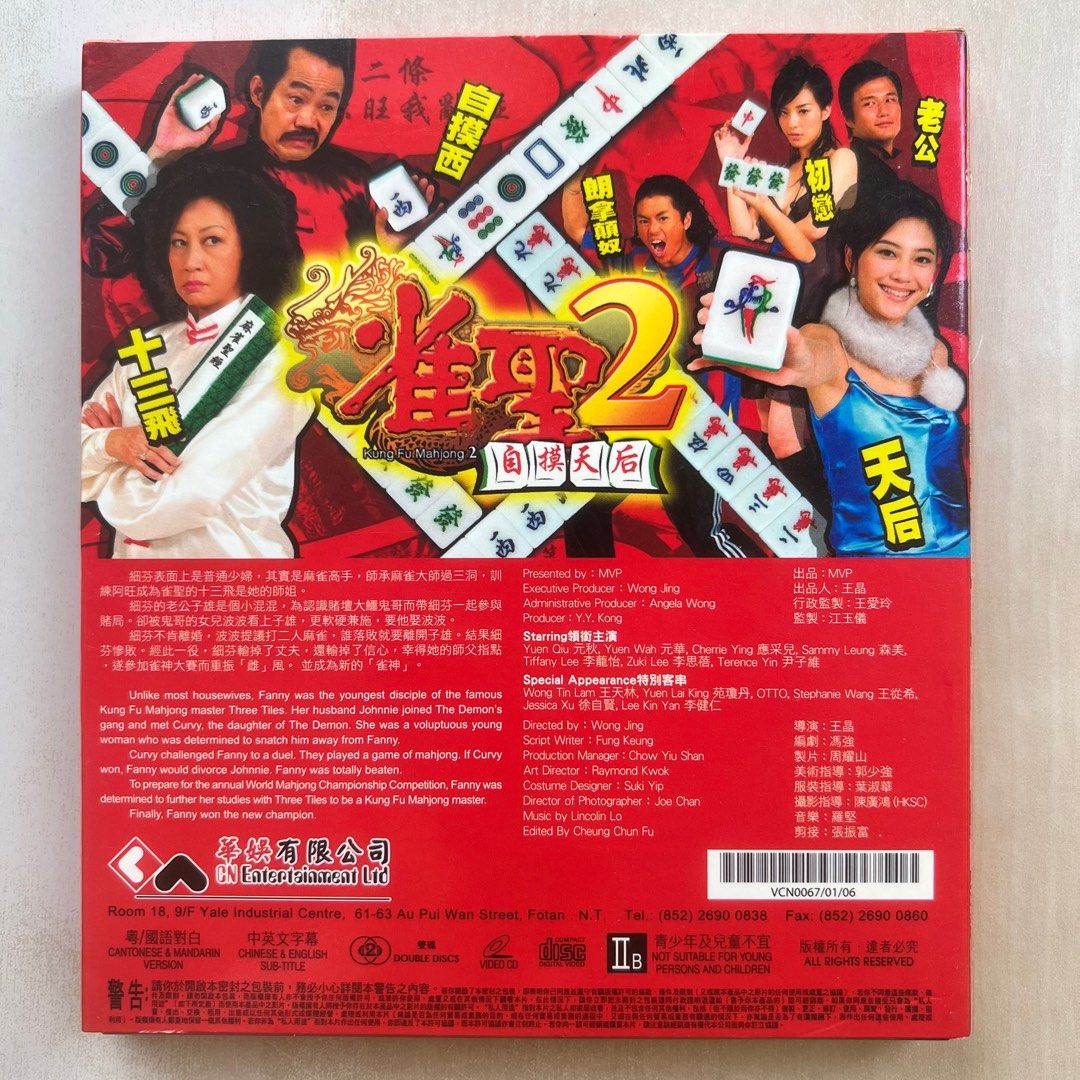 二條
旺我
自摸西
老公
初戀
朗拿顛奴
十三飛
麻雀聖經
雀聖2
Kung Fu Mahjong 2
自摸天后
天后
細芬表面上是普通少婦，其實是麻雀高手，師承麻雀大師過三洞，訓
練阿旺成為雀聖的十三飛是她的師姐。
細芬的老公子雄是個小混混，為認識賭壇大鱷鬼哥而帶細芬一起參與
賭局。卻被鬼哥的女兒波波看上子雄，更軟硬兼施，要他娶波波。
細芬不肯離婚，波波提議打二人麻雀，誰落敗就要離開子雄。結果細
芬慘敗。經此一役，細芬輸掉了丈夫，還輸掉了信心，幸得她的師父指點
，遂參加雀神大賽而重振「雌」風。 並成為新的「雀神」。
Unlike most housewives, Fanny was the youngest disciple of the famous
Kung Fu Mahjong master Three Tiles. Her husband Johnnie joined The Demon's
gang and met Curvy, the daughter of The Demon. She was a voluptuous young
woman who was determined to snatch him away from Fanny.
Curvy challenged Fanny to a duel. They played a game of mahjong. If Curvy
won, Fanny would divorce Johnnie. Fanny was totally beaten.
To prepare for the annual World Mahjong Championship Competition, Fanny was
determined to further her studies with Three Tiles to be a Kung Fu Mahjong master.
Finally, Fanny won the new champion.
Presented by : MVP 出品 : MVP
Executive Producer : Wong Jing 出品人 : 王晶
Administrative Producer : Angela Wong 行政監製 : 王愛玲
Producer : Y.Y. Kong 監製 : 江玉儀
Starring領銜主演
Yuen Qiu 元秋, Yuen Wah 元華, Cherrie Ying 應采兒, Sammy Leung 森美,
Tiffany Lee 李龍怡, Zuki Lee 李思蓓, Terence Yin 尹子維
Special Appearance特別客串
Wong Tin Lam 王天林, Yuen Lai King 苑瓊丹, OTTO, Stephanie Wang 王從希,
Jessica Xu 徐自賢, Lee Kin Yan 李健仁
Directed by : Wong Jing 導演 : 王晶
Script Writer : Fung Keung 編劇 : 馮強
Production Manager : Chow Yiu Shan 製片 : 周耀山
Art Director : Raymond Kwok 美術指導 : 郭少強
Costume Designer : Suki Yip 服裝指導 : 葉淑華
Director of Photographer : Joe Chan 攝影指導 : 陳廣鴻 (HKSC)
Music by Lincolin Lo 音樂 : 羅堅
Edited By Cheung Chun Fu 剪接 : 張振富
華娛有限公司
CN Entertainment Ltd
VCN0067/01/06
Room 18, 9/F Yale Industrial Centre, 61-63 Au Pui Wan Street, Fotan . N.T. Tel.: (852) 2690 0838 Fax: (852) 2690 0860
粵/國語對白
CANTONESE & MANDARIN
VERSION
中英文字幕
CHINESE & ENGLISH
SUB-TITLE
2
雙碟
DOUBLE DISCS
VIDEO CD
COMPACT
disc
DIGITAL VIDEO
IIB
青少年及兒童不宜
NOT SUITABLE FOR YOUNG
PERSONS AND CHILDREN
版權所有．違者必究
ALL RIGHTS RESERVED
警告:
請你於開啟本密封之包裝前，務必小心詳閱本警告之內容。